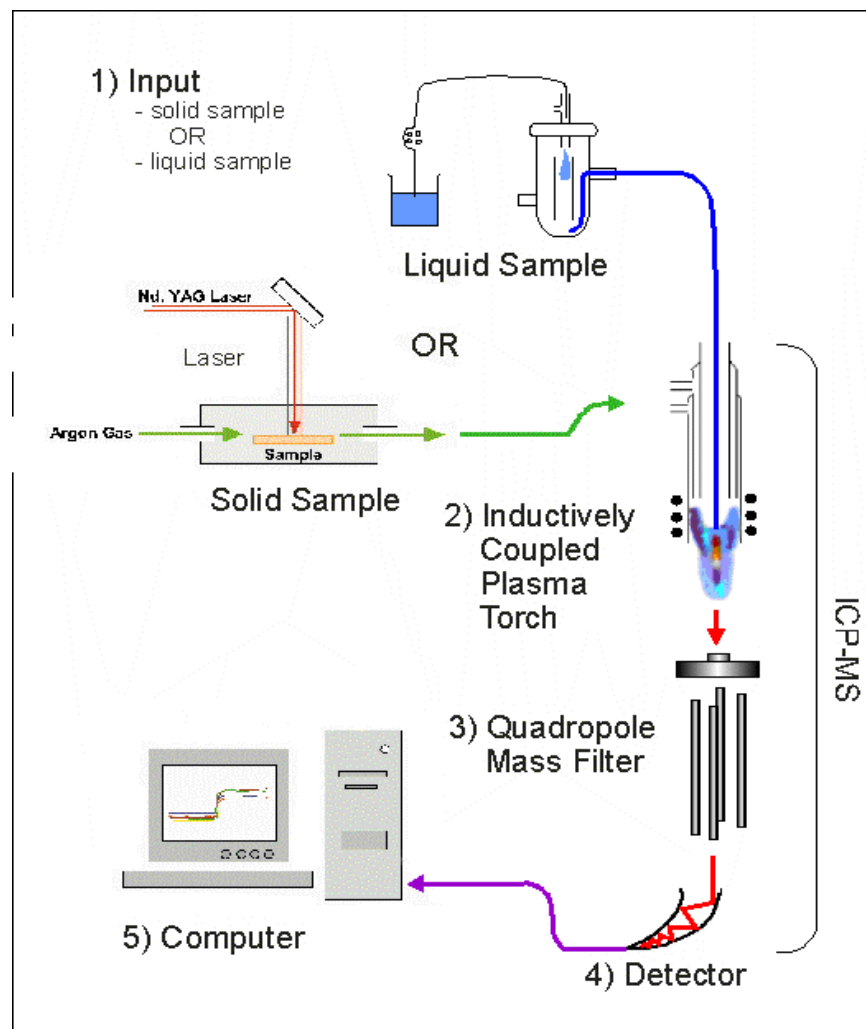 1) Input
- solid sample
OR
- liquid sample
Liquid Sample
Nd. YAG Laser
Laser
OR
Argon Gas
Sample
Solid Sample
2) Inductively
Coupled
Plasma
Torch
ICP-MS
3) Quadropole
Mass Filter
5) Computer
4) Detector